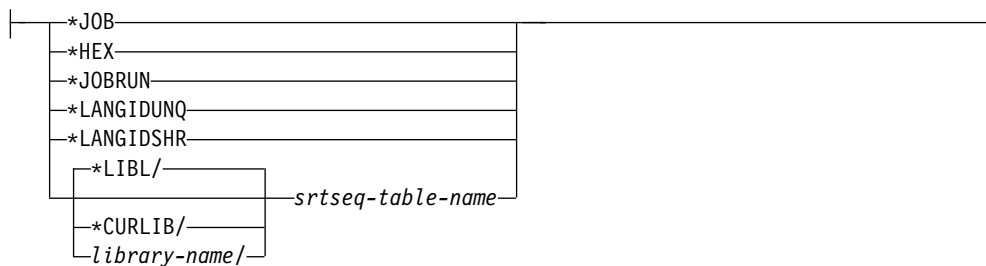 *JOB
*HEX
*JOBRUN
*LANGIDUNQ
*LANGIDSHR
*LIBL/
srtseq-table-name
*CURLIB/
library-name/